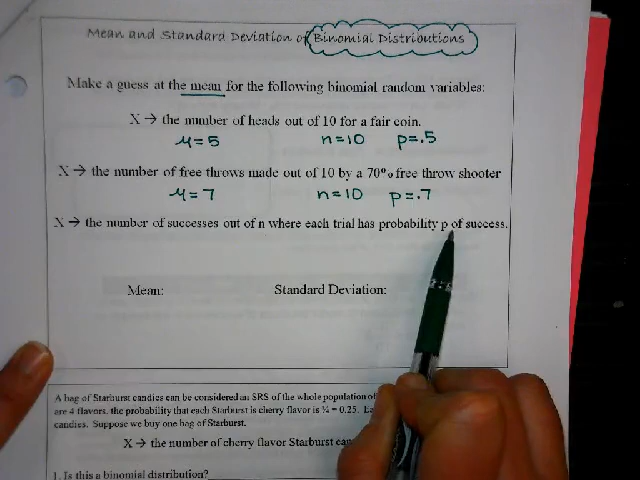 Mean and Standard Deviation of Binomial Distributions
Make a guess at the mean for the following binomial random variables:
X → the number of heads out of 10 for a fair coin.
μ=5 n=10 p=.5
X → the number of free throws made out of 10 by a 70% free throw shooter
μ=7 n=10 p=.7
X → the number of successes out of n where each trial has probability p of success.
Mean: Standard Deviation:
A bag of Starburst candies can be considered an SRS of the whole population of
are 4 flavors, the probability that each Starburst is cherry flavor is ¼ = 0.25.
candies. Suppose we buy one bag of Starburst.
X → the number of cherry flavor Starburst
1. Is this a binomial distribution?